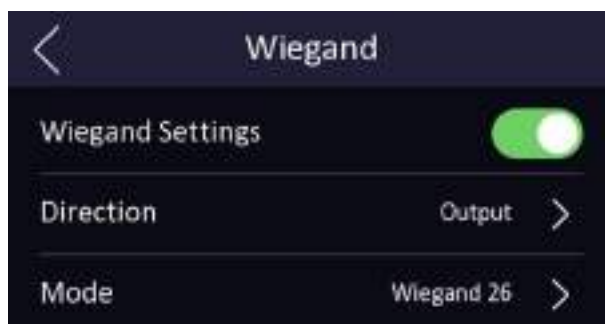 Wiegand
Wiegand Settings
Direction Output
Mode Wiegand 26